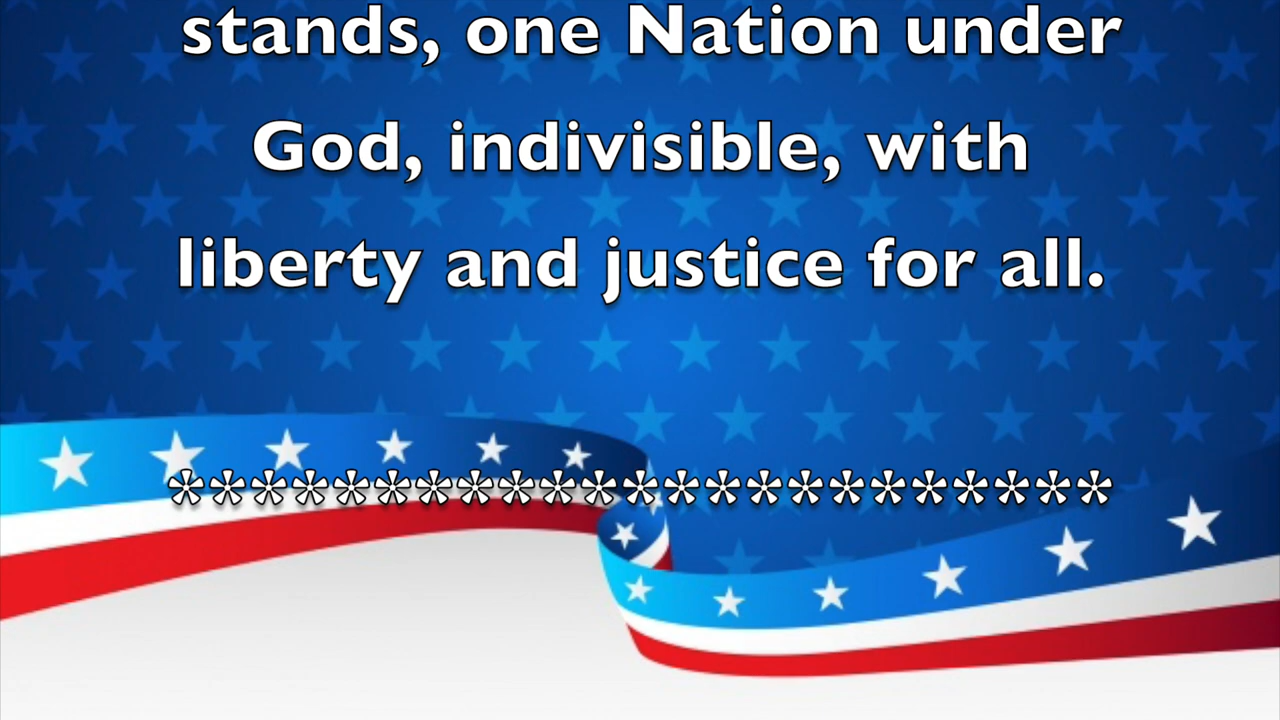 stands, one Nation under
God, indivisible, with
liberty and justice for all.
***********************